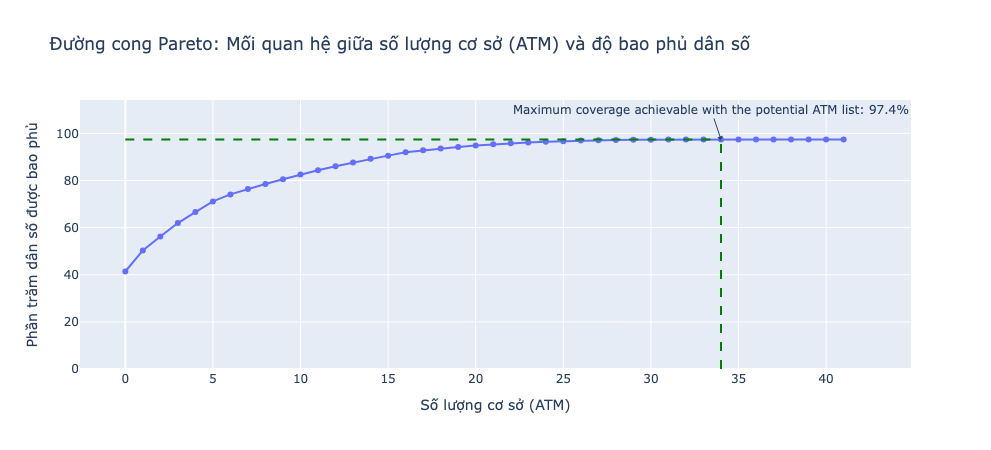 Đường cong Pareto: Mối quan hệ giữa số lượng cơ sở (ATM) và độ bao phủ dân số
Maximum coverage achievable with the potential ATM list: 97.4%
Phần trăm dân số được bao phủ
100
80
60
40
20
0
0 5 10 15 20 25 30 35 40
Số lượng cơ sở (ATM)